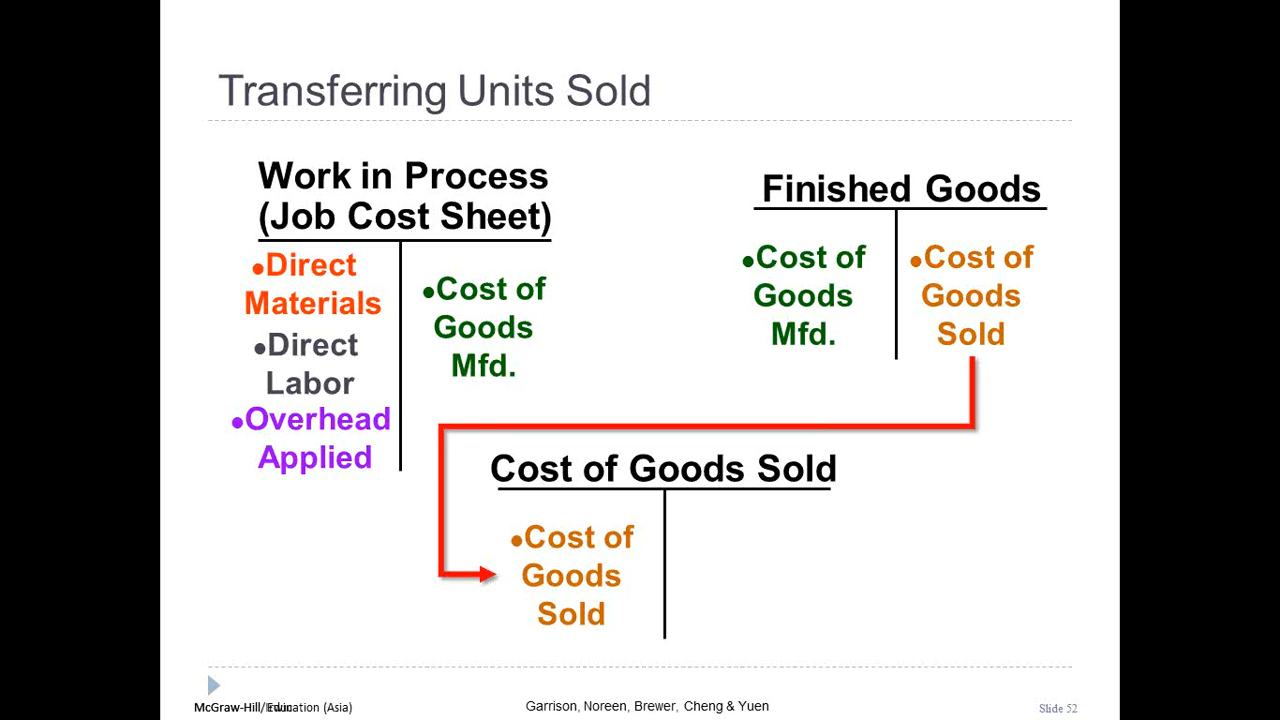 Transferring Units Sold
Work in Process
(Job Cost Sheet)
•Direct
Materials
•Direct
Labor
•Overhead
Applied
•Cost of
Goods
Mfd.
Finished Goods
•Cost of
Goods
Mfd.
•Cost of
Goods
Sold
Cost of Goods Sold
•Cost of
Goods
Sold
McGraw-Hill/ Education (Asia)
Garrison, Noreen, Brewer, Cheng & Yuen
Slide 52